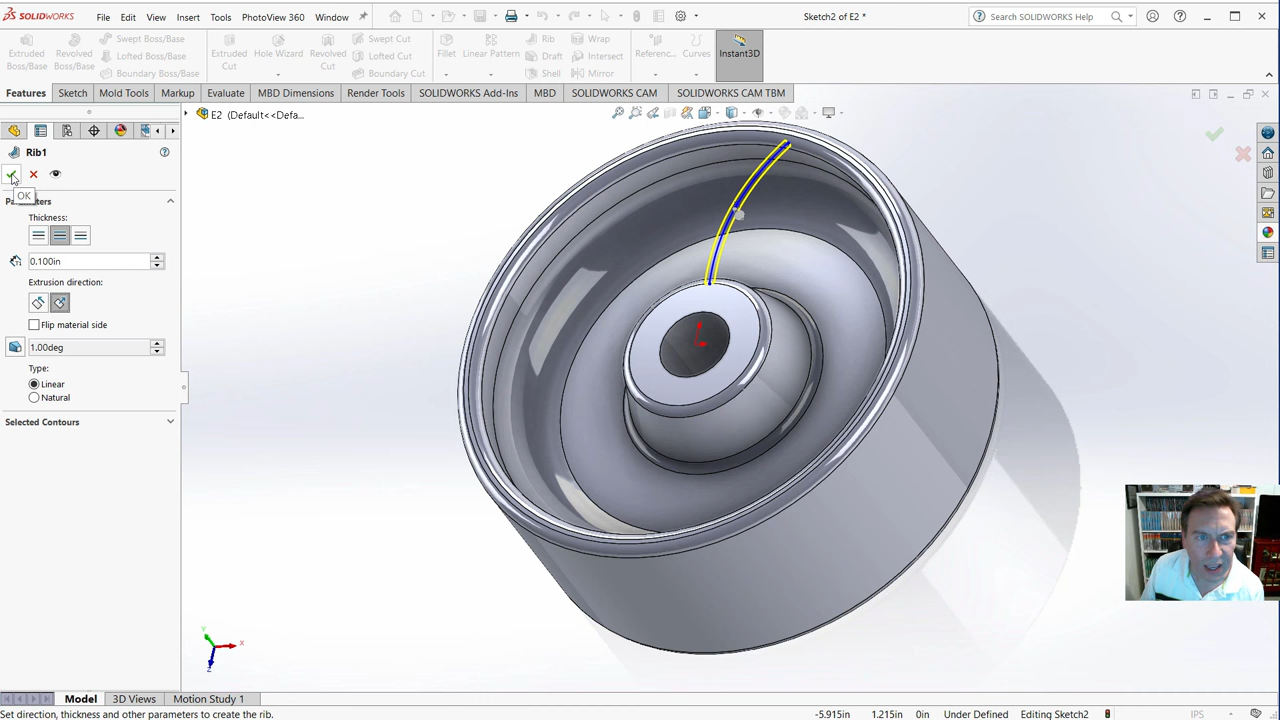 SOLIDWORKS File Edit View Insert Tools PhotoView 360 Window Sketch2 of E2 * Search SOLIDWORKS Help
Extruded Boss/Base
Revolved Boss/Base
Swept Boss/Base
Lofted Boss/Base
Boundary Boss/Base
Extruded Cut
Hole Wizard
Revolved Cut
Swept Cut
Lofted Cut
Boundary Cut
Fillet
Linear Pattern
Rib
Draft
Shell
Wrap
Intersect
Mirror
Referenc...
Curves
Instant3D
Features Sketch Mold Tools Markup Evaluate MBD Dimensions Render Tools SOLIDWORKS Add-Ins MBD SOLIDWORKS CAM SOLIDWORKS CAM TBM
E2 (Default<<Defa...
Rib1
OK
Parameters
Thickness:
0.100in
Extrusion direction:
Flip material side
1.00deg
Type:
Linear
Natural
Selected Contours
Y
X
Z
Model 3D Views Motion Study 1
Set direction, thickness and other parameters to create the rib. -5.915in 1.215in 0in Under Defined Editing Sketch2 IPS